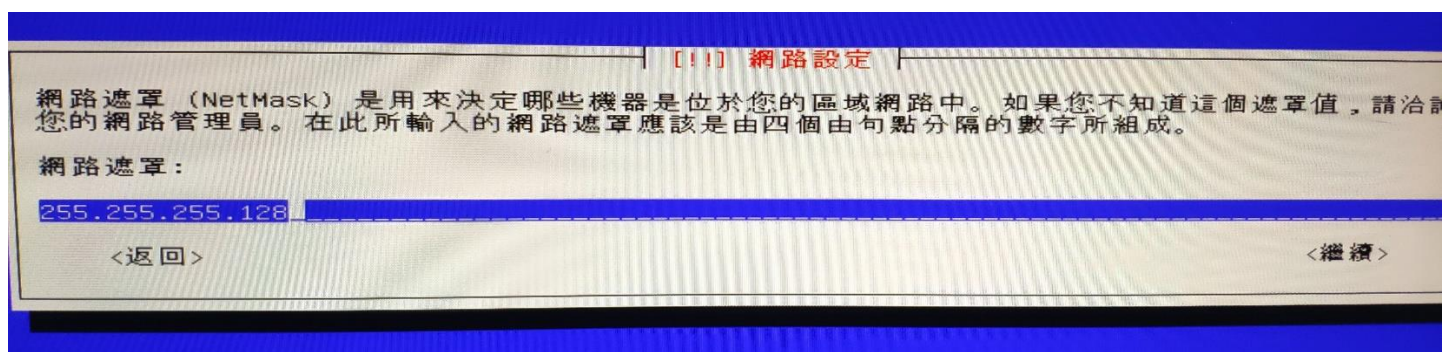 [!!] 網路設定
網路遮罩 (NetMask) 是用來決定哪些機器是位於您的區域網路中。如果您不知道這個遮罩值,請洽詢
您的網路管理員。在此所輸入的網路遮罩應該是由四個由句點分隔的數字所組成。
網路遮罩:
255.255.255.128
<返回> <繼續>